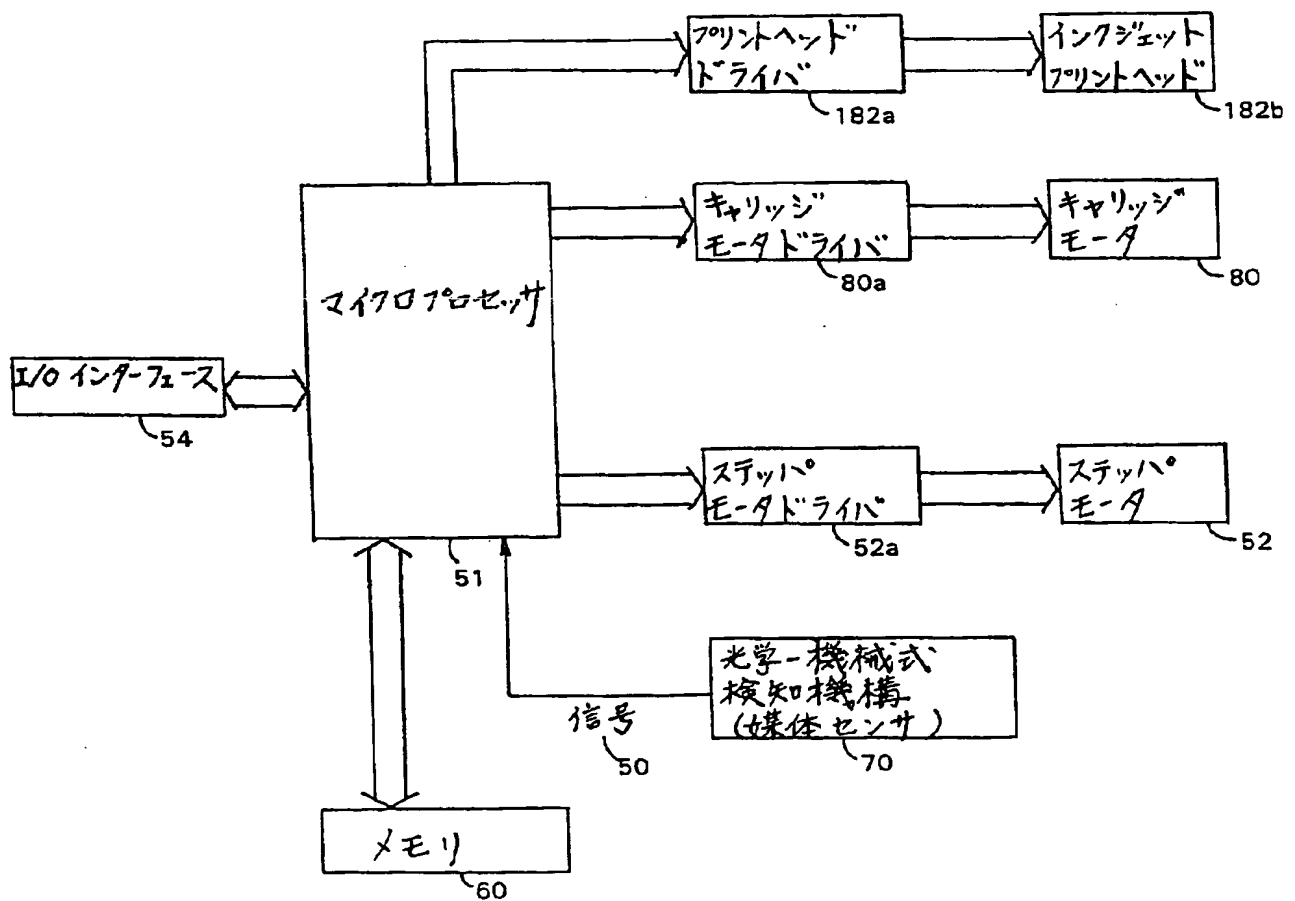 プリントヘッド
ドライバ
182a
インクジェット
プリントヘッド
182b
マイクロプロセッサ
51
キャリッジ
モータドライバ
80a
キャリッジ
モータ
80
I/O インターフェース
54
ステッパ
モータドライバ
52a
ステッパ
モータ
52
光学-機械式
検知機構
(媒体センサ)
70
信号
50
メモリ
60